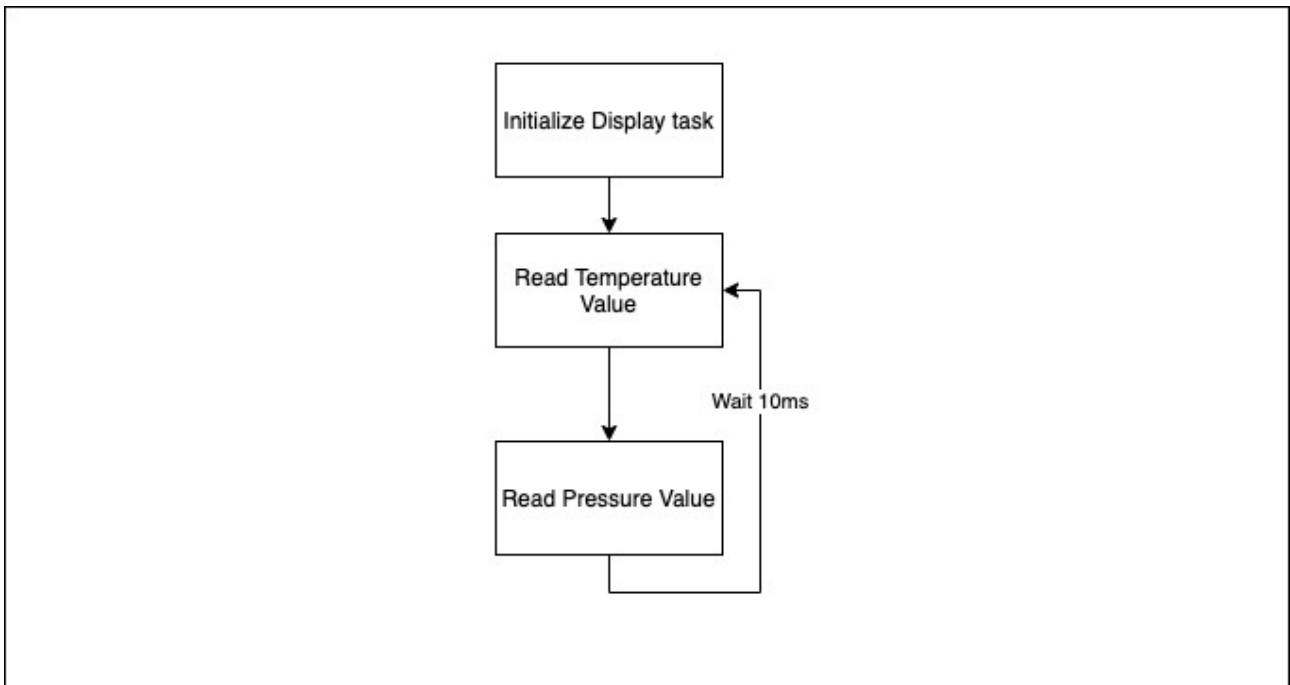 Initialize Display task
Read Temperature
Value
Wait 10ms
Read Pressure Value